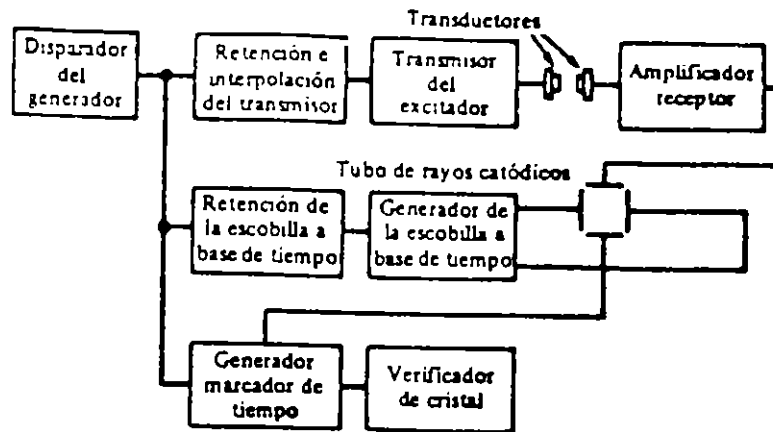 Transductores
Disparador
del
generador
Retención e
interpolación
del transmisor
Transmisor
del
excitador
Amplificador
receptor
Tubo de rayos catódicos
Retención de
la escobilla a
base de tiempo
Generador de
la escobilla a
base de tiempo
Generador
marcador de
tiempo
Verificador
de cristal